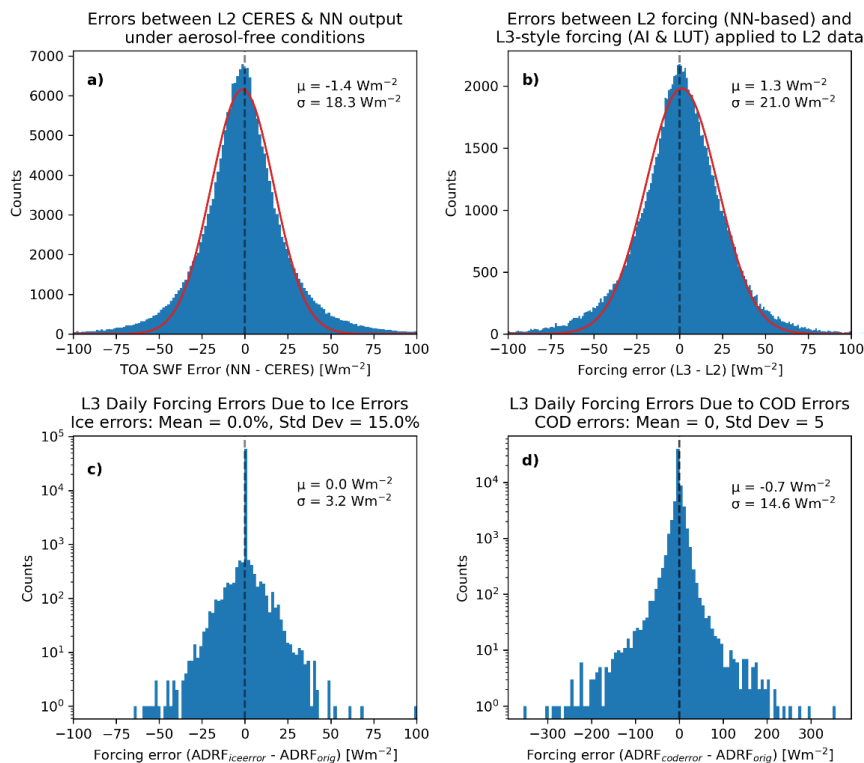 Errors between L2 CERES & NN output
under aerosol-free conditions
a)
μ = -1.4 Wm⁻²
σ = 18.3 Wm⁻²
7000
6000
5000
4000
3000
2000
1000
0
Counts
-100 -75 -50 -25 0 25 50 75 100
TOA SWF Error (NN - CERES) [Wm⁻²]
Errors between L2 forcing (NN-based) and
L3-style forcing (AI & LUT) applied to L2 data
b)
μ = 1.3 Wm⁻²
σ = 21.0 Wm⁻²
2000
1500
1000
500
0
Counts
-100 -75 -50 -25 0 25 50 75 100
Forcing error (L3 - L2) [Wm⁻²]
L3 Daily Forcing Errors Due to Ice Errors
Ice errors: Mean = 0.0%, Std Dev = 15.0%
c)
μ = 0.0 Wm⁻²
σ = 3.2 Wm⁻²
10⁵
10⁴
10³
10²
10¹
10⁰
Counts
-100 -75 -50 -25 0 25 50 75 100
Forcing error (ADRF_iceerror - ADRF_orig) [Wm⁻²]
L3 Daily Forcing Errors Due to COD Errors
COD errors: Mean = 0, Std Dev = 5
d)
μ = -0.7 Wm⁻²
σ = 14.6 Wm⁻²
10⁴
10³
10²
10¹
10⁰
Counts
-300 -200 -100 0 100 200 300
Forcing error (ADRF_coderror - ADRF_orig) [Wm⁻²]